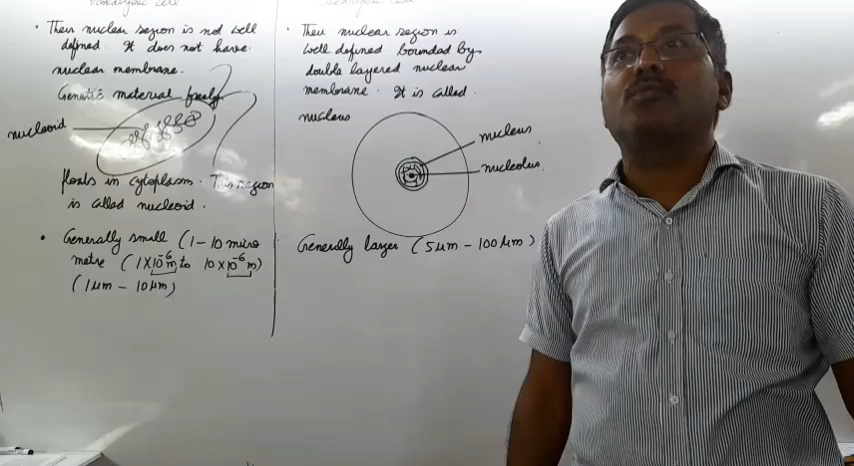 cell
cell
• Their nuclear region is not well
defined. It does not have
nuclear membrane.
Genetic material freely
nucleoid
floats in cytoplasm. This region
is called nucleoid.
• Generally small (1-10 micro
metre (1×10⁻⁶m to 10×10⁻⁶m)
(1μm - 10μm)
• Their nuclear region is
well defined bounded by
double layered nuclear
membrane. It is called
nucleus
nucleus
nucleolus.
Generally larger (5μm - 100μm)